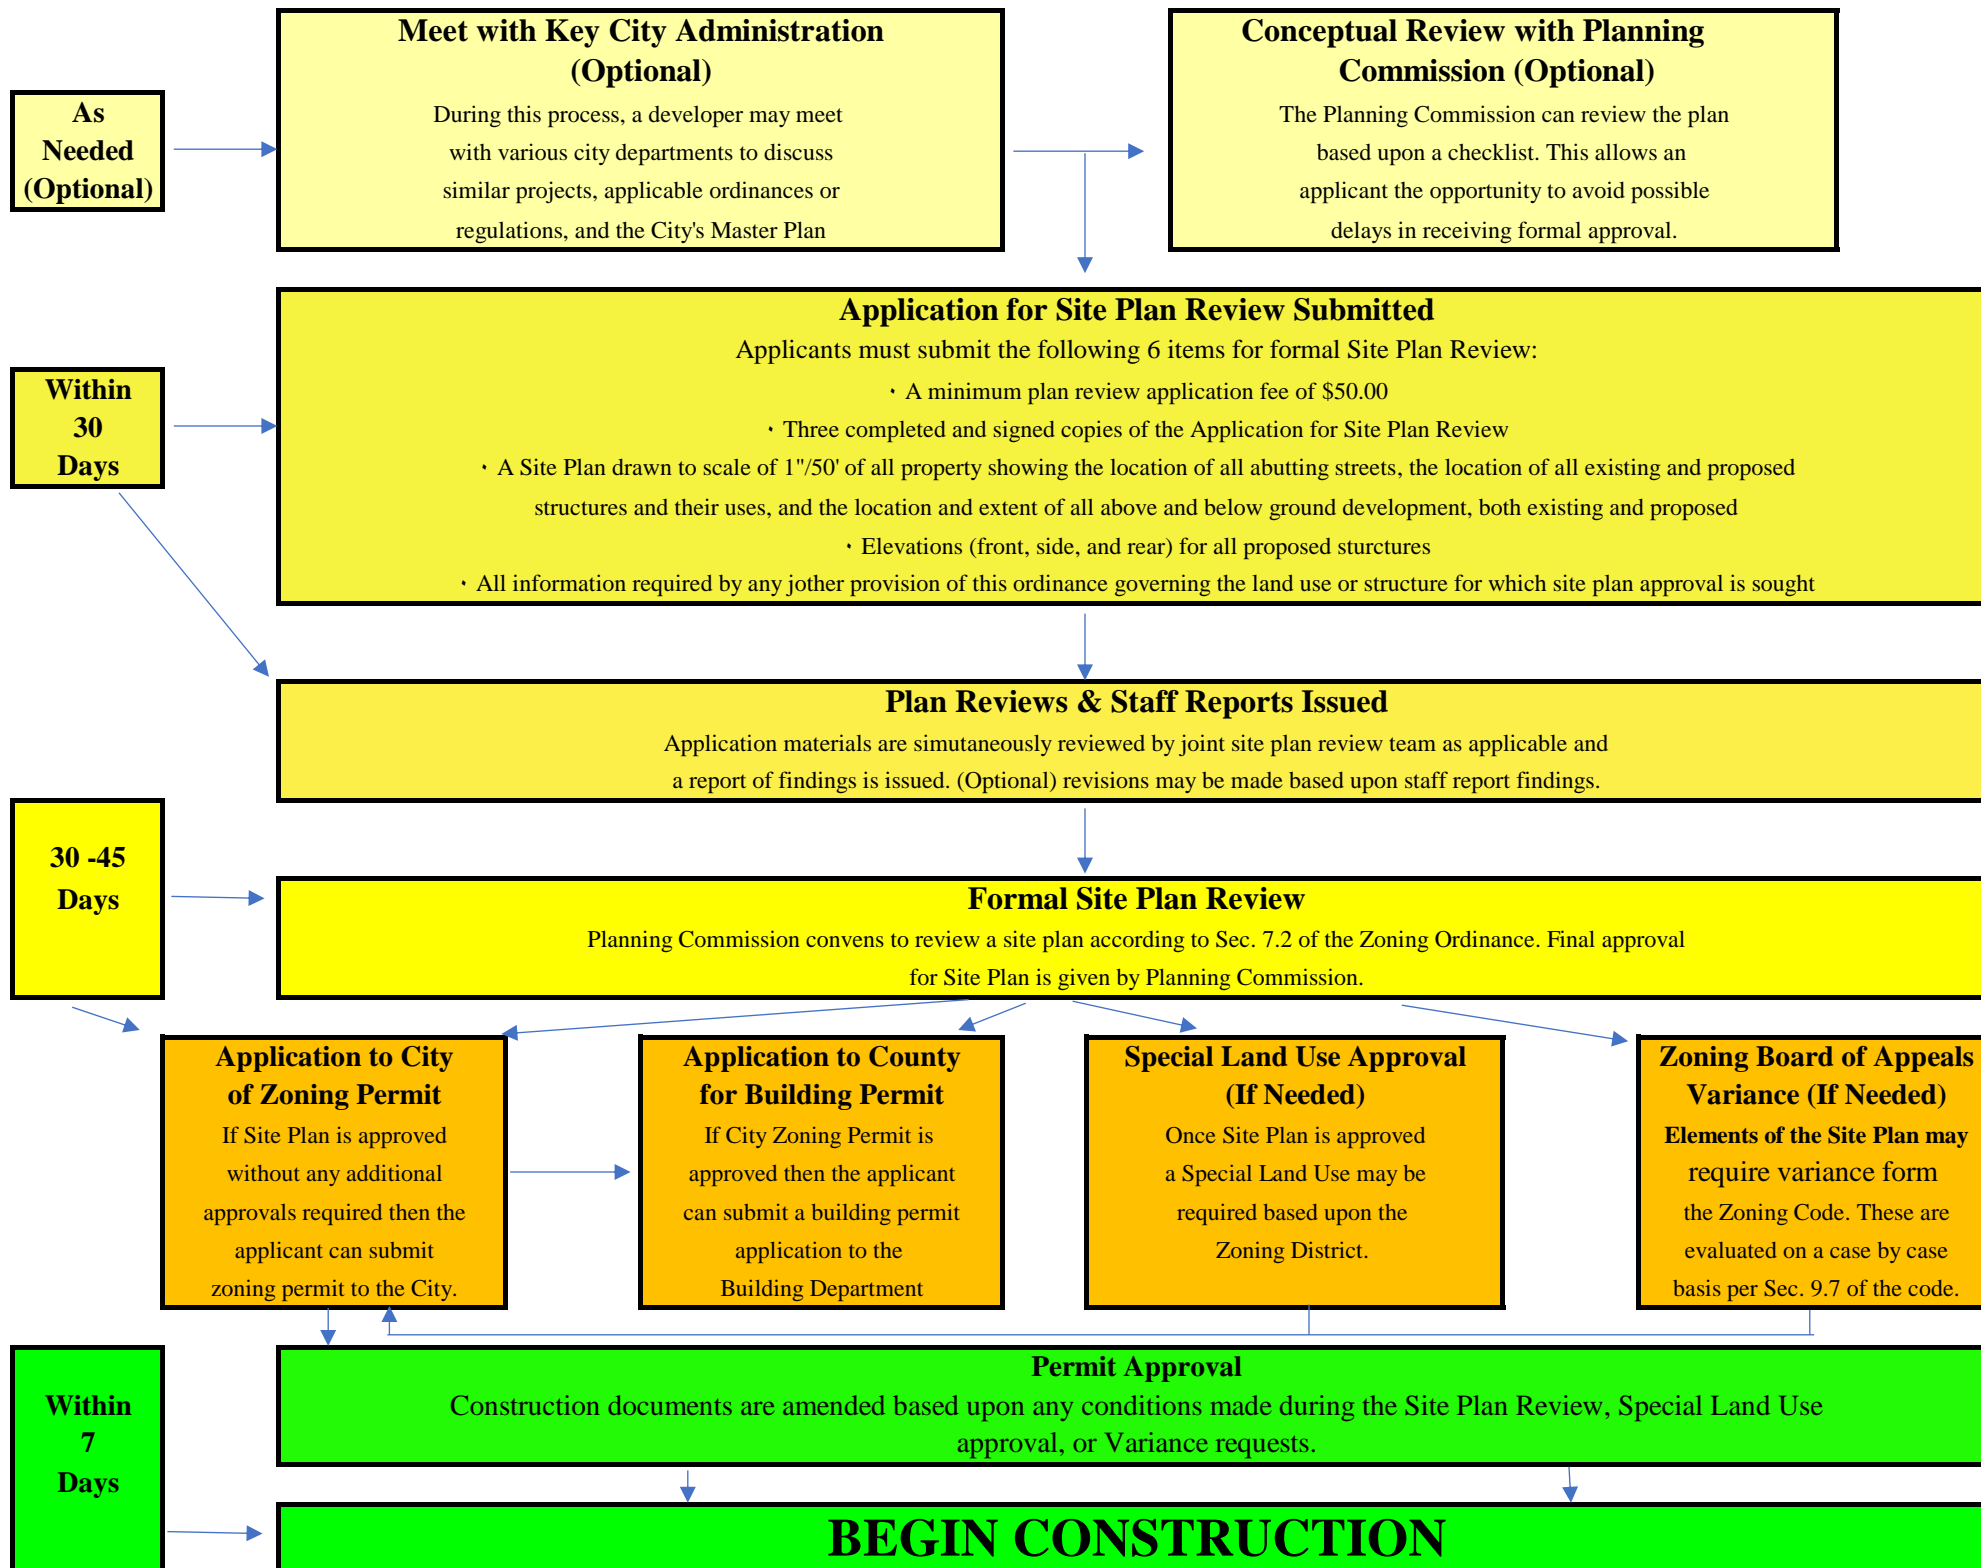 Meet with Key City Administration
(Optional)
During this process, a developer may meet
with various city departments to discuss
similar projects, applicable ordinances or
regulations, and the City's Master Plan
Conceptual Review with Planning
Commission (Optional)
The Planning Commission can review the plan
based upon a checklist. This allows an
applicant the opportunity to avoid possible
delays in receiving formal approval.
As
Needed
(Optional)
Application for Site Plan Review Submitted
Applicants must submit the following 6 items for formal Site Plan Review:
· A minimum plan review application fee of $50.00
· Three completed and signed copies of the Application for Site Plan Review
· A Site Plan drawn to scale of 1"/50' of all property showing the location of all abutting streets, the location of all existing and proposed
structures and their uses, and the location and extent of all above and below ground development, both existing and proposed
· Elevations (front, side, and rear) for all proposed sturctures
· All information required by any jother provision of this ordinance governing the land use or structure for which site plan approval is sought
Within
30
Days
Plan Reviews & Staff Reports Issued
Application materials are simutaneously reviewed by joint site plan review team as applicable and
a report of findings is issued. (Optional) revisions may be made based upon staff report findings.
30 -45
Days
Formal Site Plan Review
Planning Commission convens to review a site plan according to Sec. 7.2 of the Zoning Ordinance. Final approval
for Site Plan is given by Planning Commission.
Application to City
of Zoning Permit
If Site Plan is approved
without any additional
approvals required then the
applicant can submit
zoning permit to the City.
Application to County
for Building Permit
If City Zoning Permit is
approved then the applicant
can submit a building permit
application to the
Building Department
Special Land Use Approval
(If Needed)
Once Site Plan is approved
a Special Land Use may be
required based upon the
Zoning District.
Zoning Board of Appeals
Variance (If Needed)
Elements of the Site Plan may
require variance form
the Zoning Code. These are
evaluated on a case by case
basis per Sec. 9.7 of the code.
Within
7
Days
Permit Approval
Construction documents are amended based upon any conditions made during the Site Plan Review, Special Land Use
approval, or Variance requests.
BEGIN CONSTRUCTION